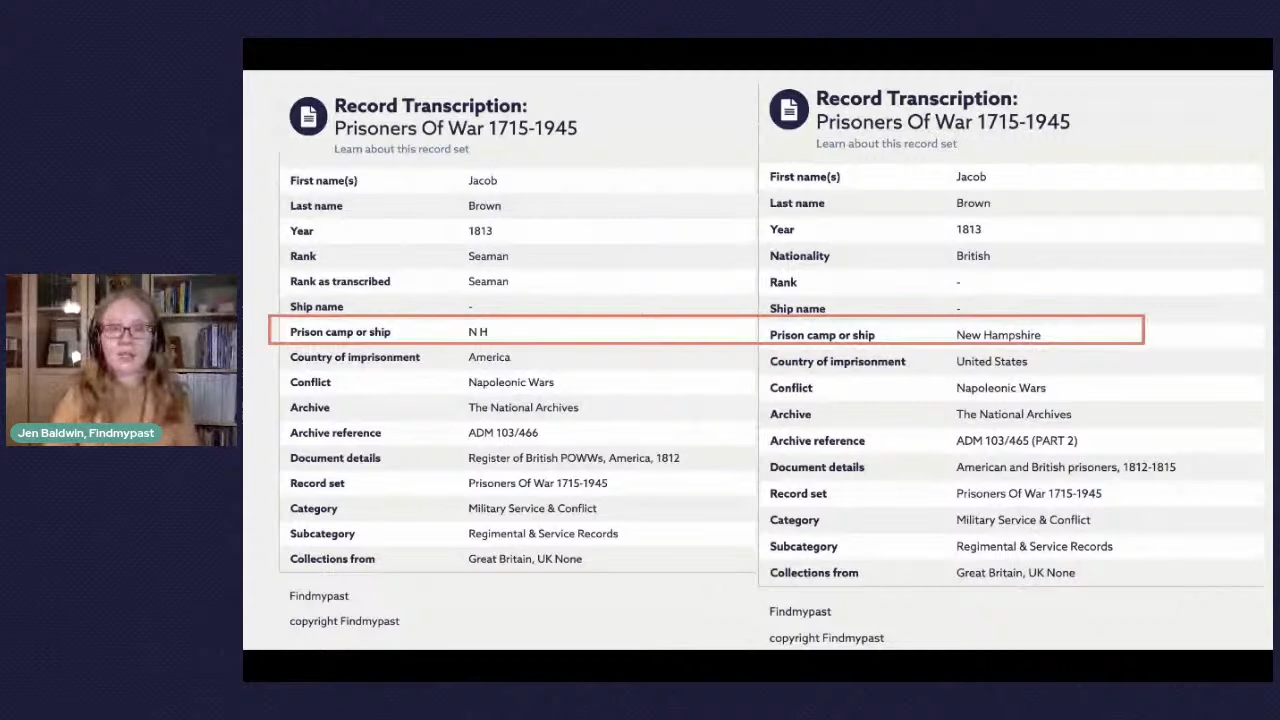 Record Transcription:
Prisoners Of War 1715-1945
Learn about this record set
First name(s) Jacob
Last name Brown
Year 1813
Rank Seaman
Rank as transcribed Seaman
Ship name -
Prison camp or ship N H
Country of imprisonment America
Conflict Napoleonic Wars
Archive The National Archives
Archive reference ADM 103/466
Document details Register of British POWWs, America, 1812
Record set Prisoners Of War 1715-1945
Category Military Service & Conflict
Subcategory Regimental & Service Records
Collections from Great Britain, UK None
Findmypast
copyright Findmypast
Record Transcription:
Prisoners Of War 1715-1945
Learn about this record set
First name(s) Jacob
Last name Brown
Year 1813
Nationality British
Rank -
Ship name -
Prison camp or ship New Hampshire
Country of imprisonment United States
Conflict Napoleonic Wars
Archive The National Archives
Archive reference ADM 103/465 (PART 2)
Document details American and British prisoners, 1812-1815
Record set Prisoners Of War 1715-1945
Category Military Service & Conflict
Subcategory Regimental & Service Records
Collections from Great Britain, UK None
Findmypast
copyright Findmypast
Jen Baldwin, Findmypast